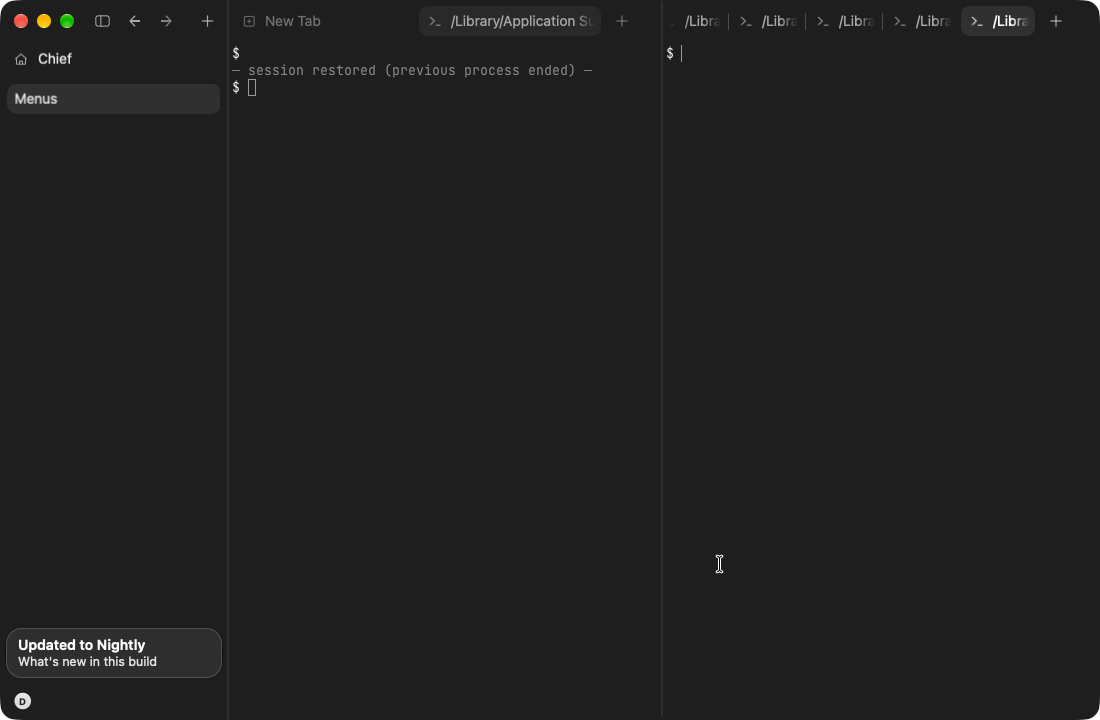 Chief
Menus
Updated to Nightly
What's new in this build
D
New Tab
/Library/Application Su
$
— session restored (previous process ended) —
$
/Libra
/Libra
/Libra
/Libra
/Libra
$